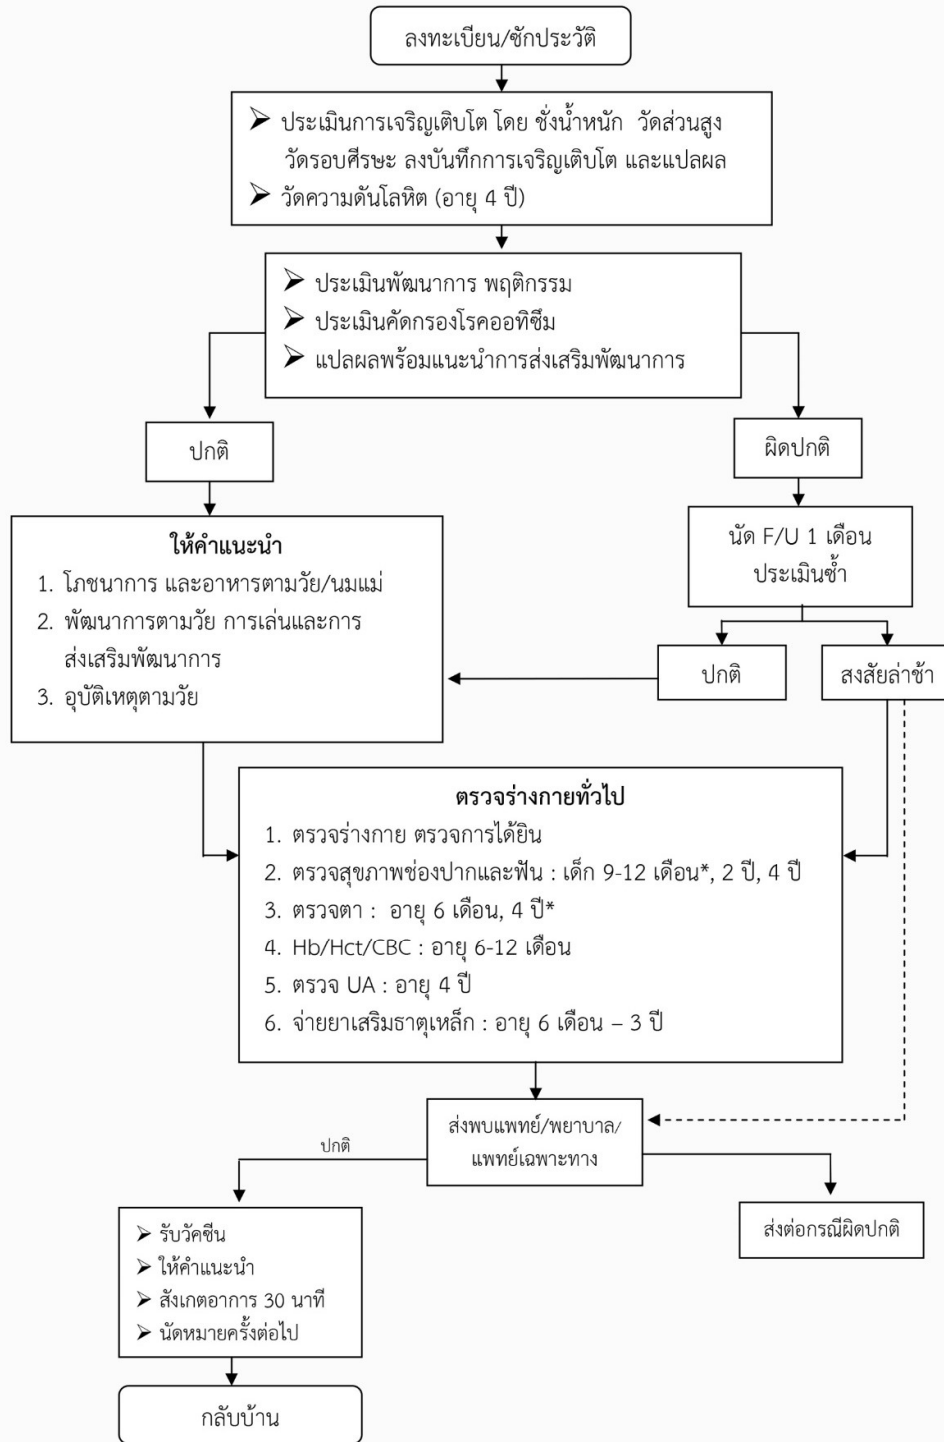 ลงทะเบียน/ซักประวัติ
➢ ประเมินการเจริญเติบโต โดย ชั่งน้ำหนัก วัดส่วนสูง
วัดรอบศีรษะ ลงบันทึกการเจริญเติบโต และแปลผล
➢ วัดความดันโลหิต (อายุ 4 ปี)
➢ ประเมินพัฒนาการ พฤติกรรม
➢ ประเมินคัดกรองโรคออทิซึม
➢ แปลผลพร้อมแนะนำการส่งเสริมพัฒนาการ
ปกติ
ผิดปกติ
ให้คำแนะนำ
1. โภชนาการ และอาหารตามวัย/นมแม่
2. พัฒนาการตามวัย การเล่นและการ
ส่งเสริมพัฒนาการ
3. อุบัติเหตุตามวัย
นัด F/U 1 เดือน
ประเมินซ้ำ
ปกติ
สงสัยล่าช้า
ตรวจร่างกายทั่วไป
1. ตรวจร่างกาย ตรวจการได้ยิน
2. ตรวจสุขภาพช่องปากและฟัน : เด็ก 9-12 เดือน*, 2 ปี, 4 ปี
3. ตรวจตา : อายุ 6 เดือน, 4 ปี*
4. Hb/Hct/CBC : อายุ 6-12 เดือน
5. ตรวจ UA : อายุ 4 ปี
6. จ่ายยาเสริมธาตุเหล็ก : อายุ 6 เดือน – 3 ปี
ส่งพบแพทย์/พยาบาล/
แพทย์เฉพาะทาง
ปกติ
➢ รับวัคซีน
➢ ให้คำแนะนำ
➢ สังเกตอาการ 30 นาที
➢ นัดหมายครั้งต่อไป
ส่งต่อกรณีผิดปกติ
กลับบ้าน